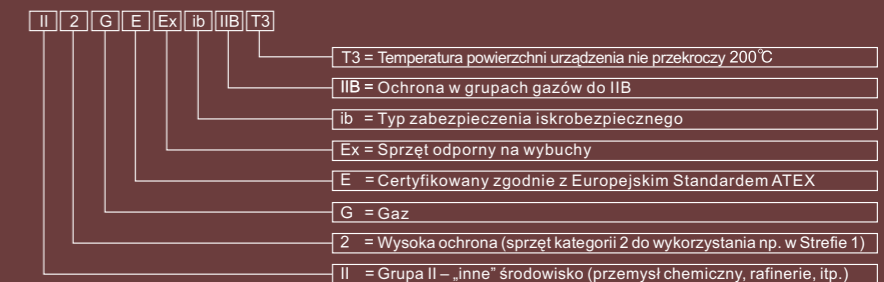 II 2 G E Ex ib IIB T3
T3 = Temperatura powierzchni urządzenia nie przekroczy 200℃
IIB = Ochrona w grupach gazów do IIB
ib = Typ zabezpieczenia iskrobezpiecznego
Ex = Sprzęt odporny na wybuchy
E = Certyfikowany zgodnie z Europejskim Standardem ATEX
G = Gaz
2 = Wysoka ochrona (sprzęt kategorii 2 do wykorzystania np. w Strefie 1)
II = Grupa II – „inne” środowisko (przemysł chemiczny, rafinerie, itp.)